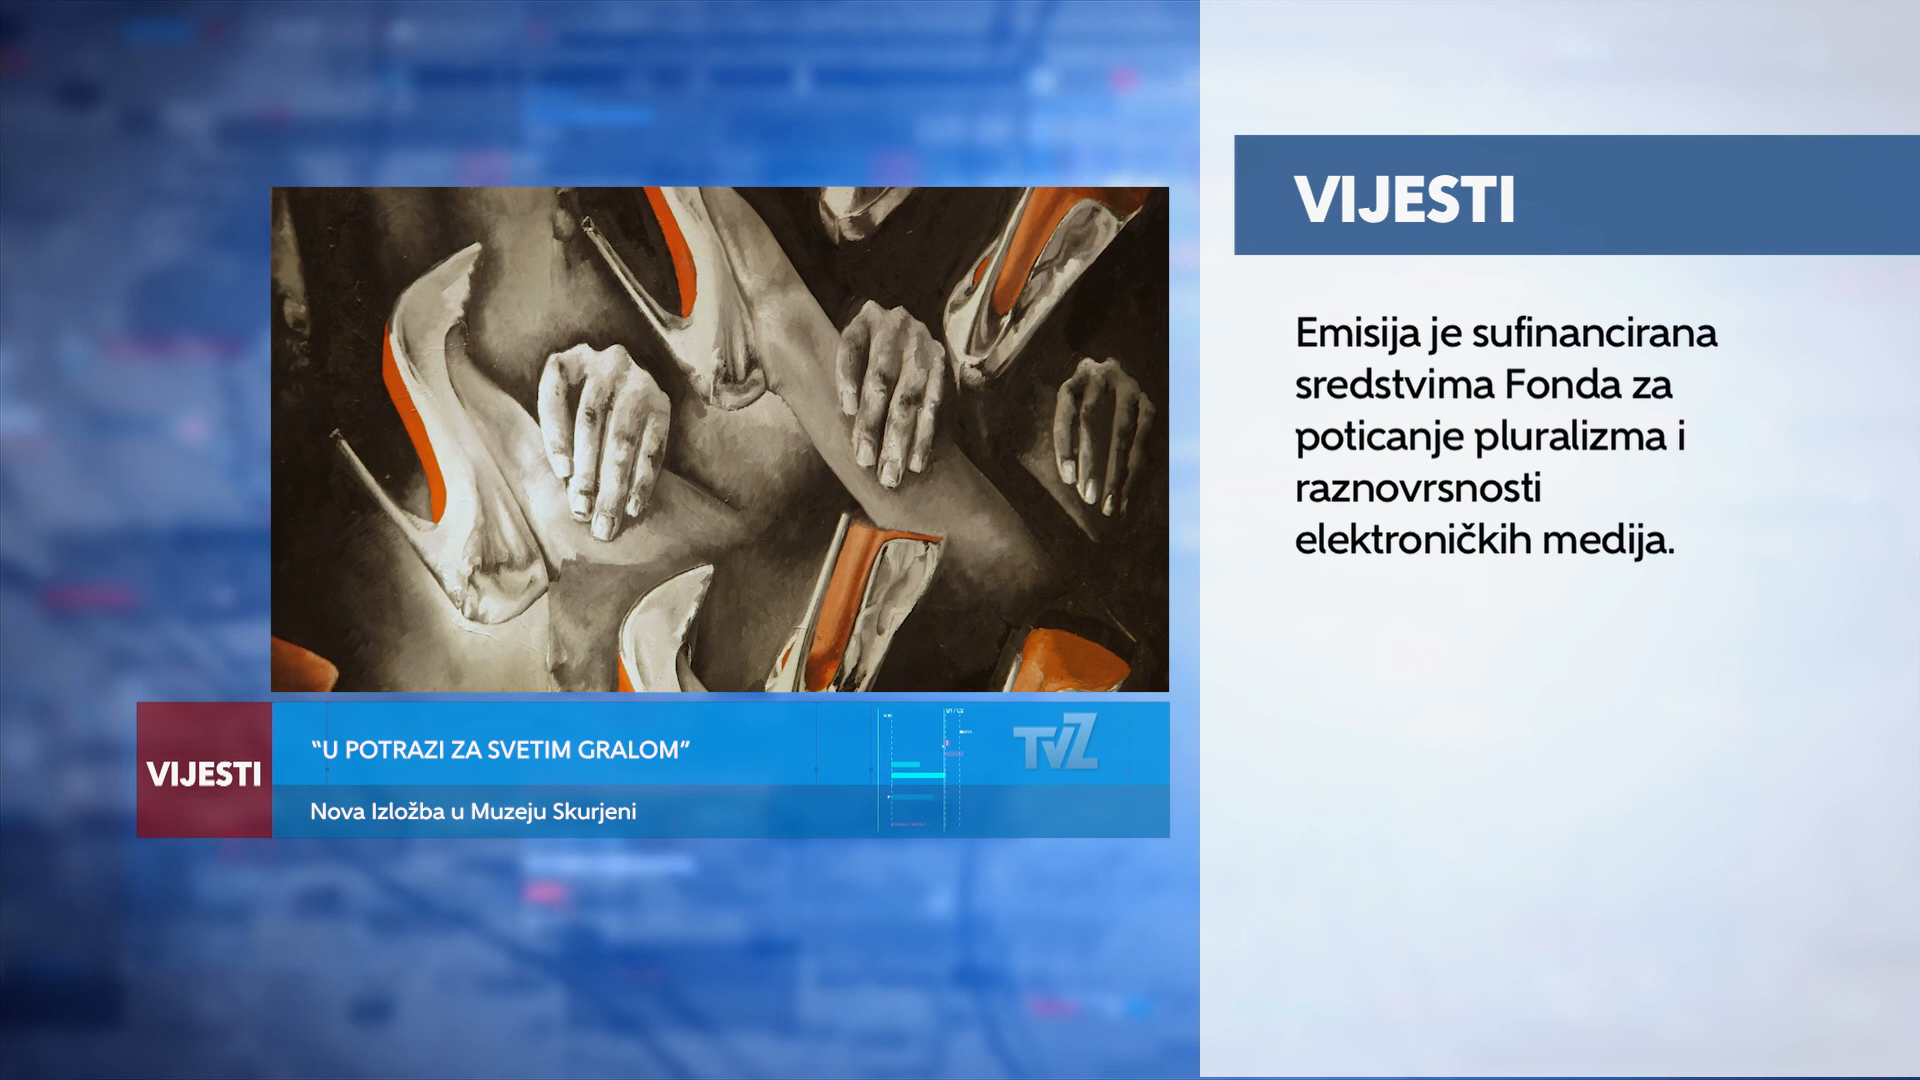 VIJESTI
Emisija je sufinancirana
sredstvima Fonda za
poticanje pluralizma i
raznovrsnosti
elektroničkih medija.
VIJESTI
“U POTRAZI ZA SVETIM GRALOM”
Nova Izložba u Muzeju Skurjeni
TVZ